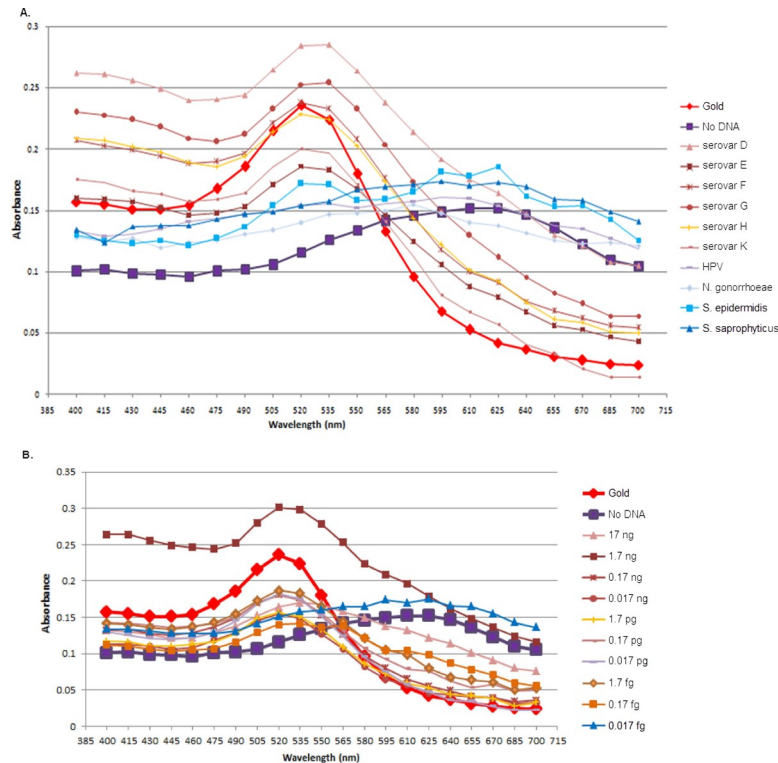 A.
0.3
0.25
0.2
0.15
0.1
0.05
0
Absorbance
385 400 415 430 445 460 475 490 505 520 535 550 565 580 595 610 625 640 655 670 685 700 715
Wavelength (nm)
Gold
No DNA
serovar D
serovar E
serovar F
serovar G
serovar H
serovar K
HPV
N. gonorrhoeae
S. epidermidis
S. saprophyticus
B.
0.35
0.3
0.25
0.2
0.15
0.1
0.05
0
Absorbance
385 400 415 430 445 460 475 490 505 520 535 550 565 580 595 610 625 640 655 670 685 700 715
Wavelength (nm)
Gold
No DNA
17 ng
1.7 ng
0.17 ng
0.017 ng
1.7 pg
0.17 pg
0.017 pg
1.7 fg
0.17 fg
0.017 fg